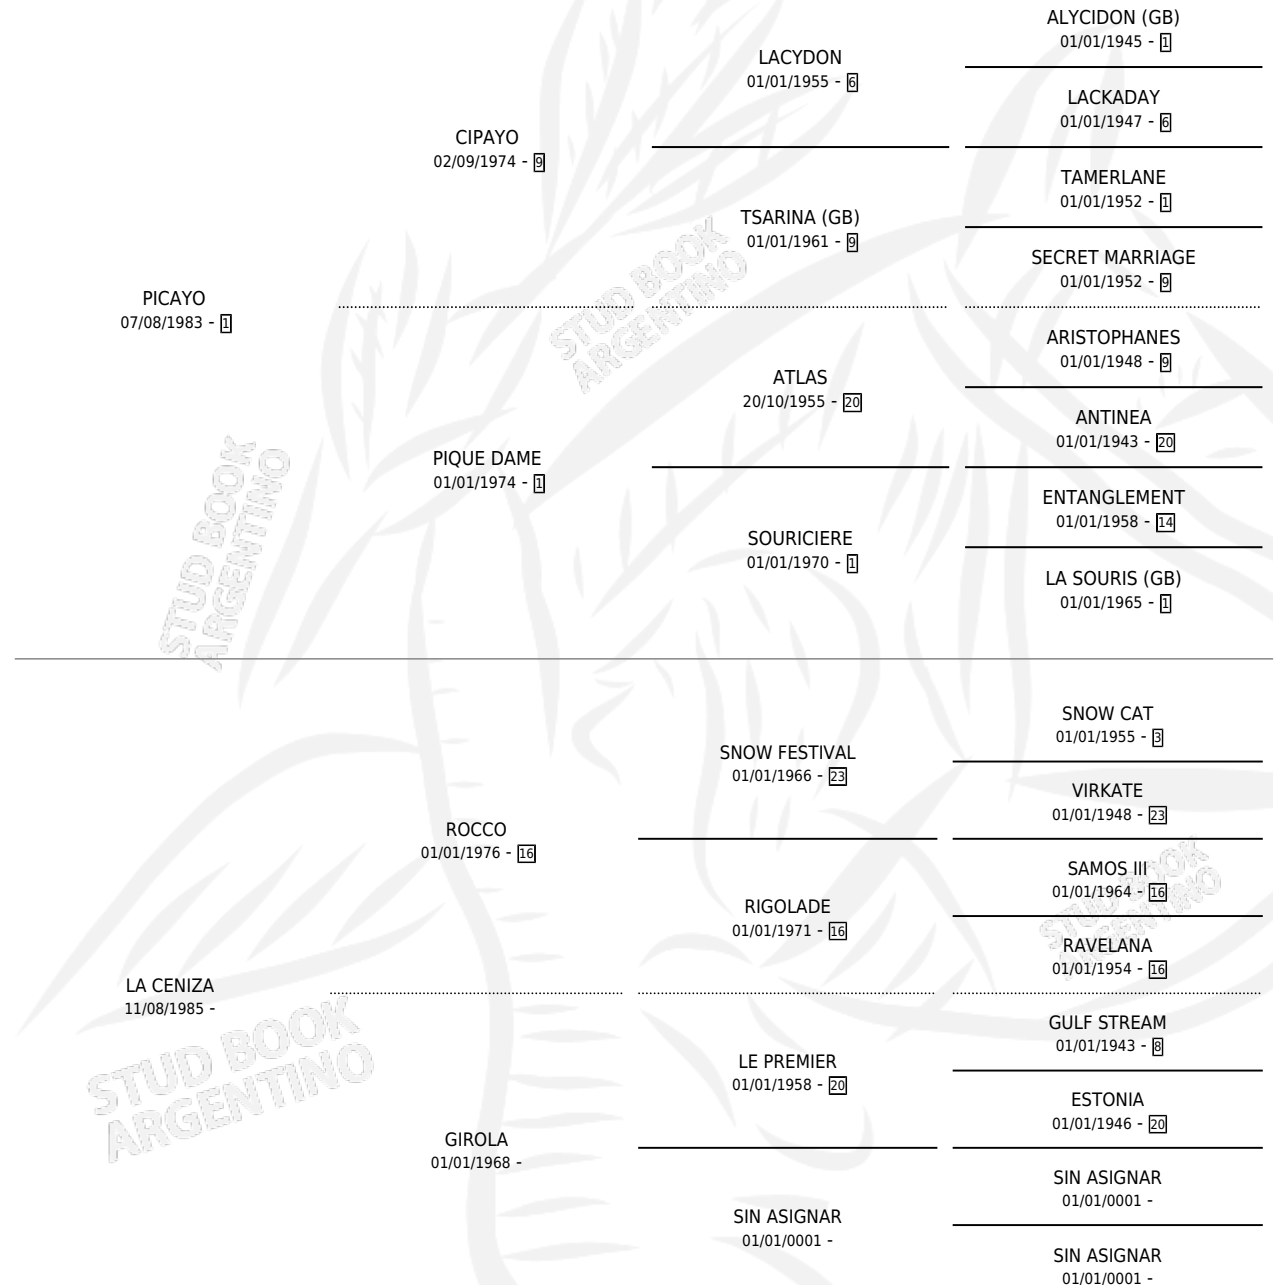 ALYCIDON (GB)
01/01/1945 - 1
LACYDON
01/01/1955 - 6
LACKADAY
01/01/1947 - 6
CIPAYO
02/09/1974 - 9
TAMERLANE
01/01/1952 - 1
TSARINA (GB)
01/01/1961 - 9
SECRET MARRIAGE
01/01/1952 - 9
PICAYO
07/08/1983 - 1
ARISTOPHANES
01/01/1948 - 9
ATLAS
20/10/1955 - 20
ANTINEA
01/01/1943 - 20
PIQUE DAME
01/01/1974 - 1
ENTANGLEMENT
01/01/1958 - 14
SOURICIERE
01/01/1970 - 1
LA SOURIS (GB)
01/01/1965 - 1
STUD BOOK
ARGENTINO
STUD BOOK
ARGENTINO
SNOW CAT
01/01/1955 - 3
SNOW FESTIVAL
01/01/1966 - 23
VIRKATE
01/01/1948 - 23
ROCCO
01/01/1976 - 16
SAMOS III
01/01/1964 - 16
RIGOLADE
01/01/1971 - 16
RAVELANA
01/01/1954 - 16
LA CENIZA
11/08/1985 -
GULF STREAM
01/01/1943 - 8
LE PREMIER
01/01/1958 - 20
ESTONIA
01/01/1946 - 20
GIROLA
01/01/1968 -
SIN ASIGNAR
01/01/0001 -
SIN ASIGNAR
01/01/0001 -
SIN ASIGNAR
01/01/0001 -
STUD BOOK
ARGENTINO
STUD BOOK
ARGENTINO